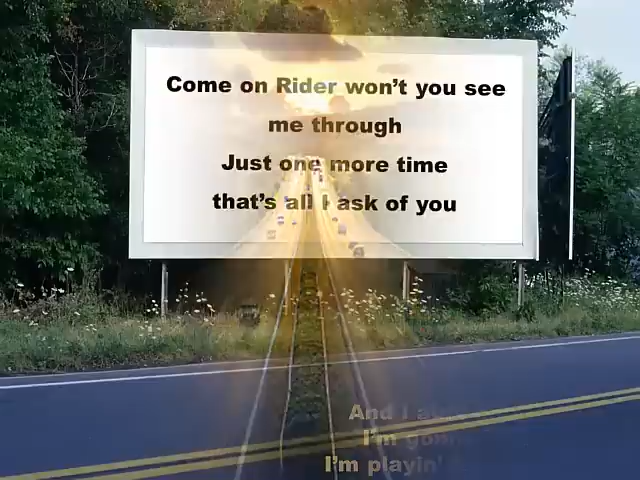 Come on Rider won't you see
me through
Just one more time
that's all I ask of you
And I
I'm
I'm playin'